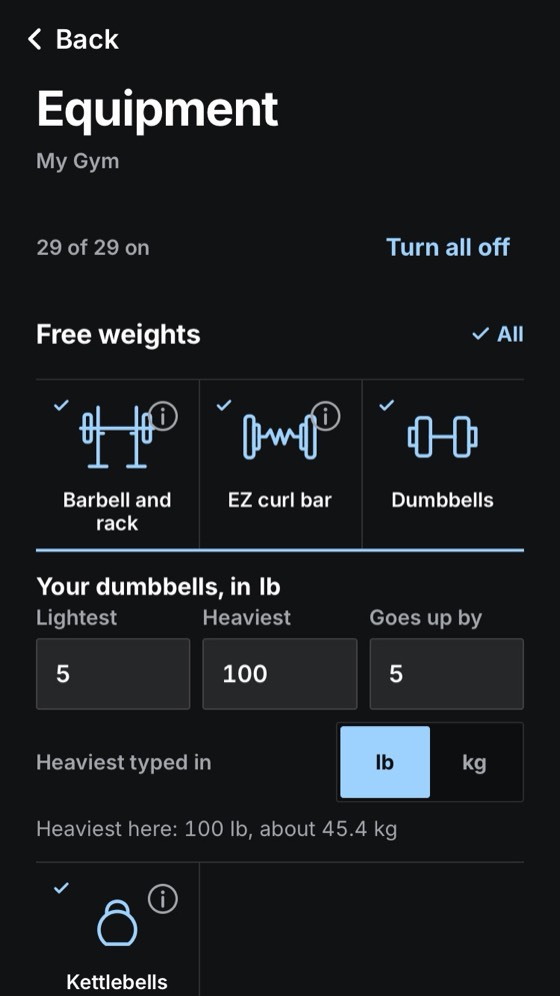 Back
Equipment
My Gym
29 of 29 on
Turn all off
Free weights
All
Barbell and
rack
EZ curl bar
Dumbbells
Your dumbbells, in lb
Lightest
Heaviest
Goes up by
5
100
5
Heaviest typed in
lb
kg
Heaviest here: 100 lb, about 45.4 kg
Kettlebells